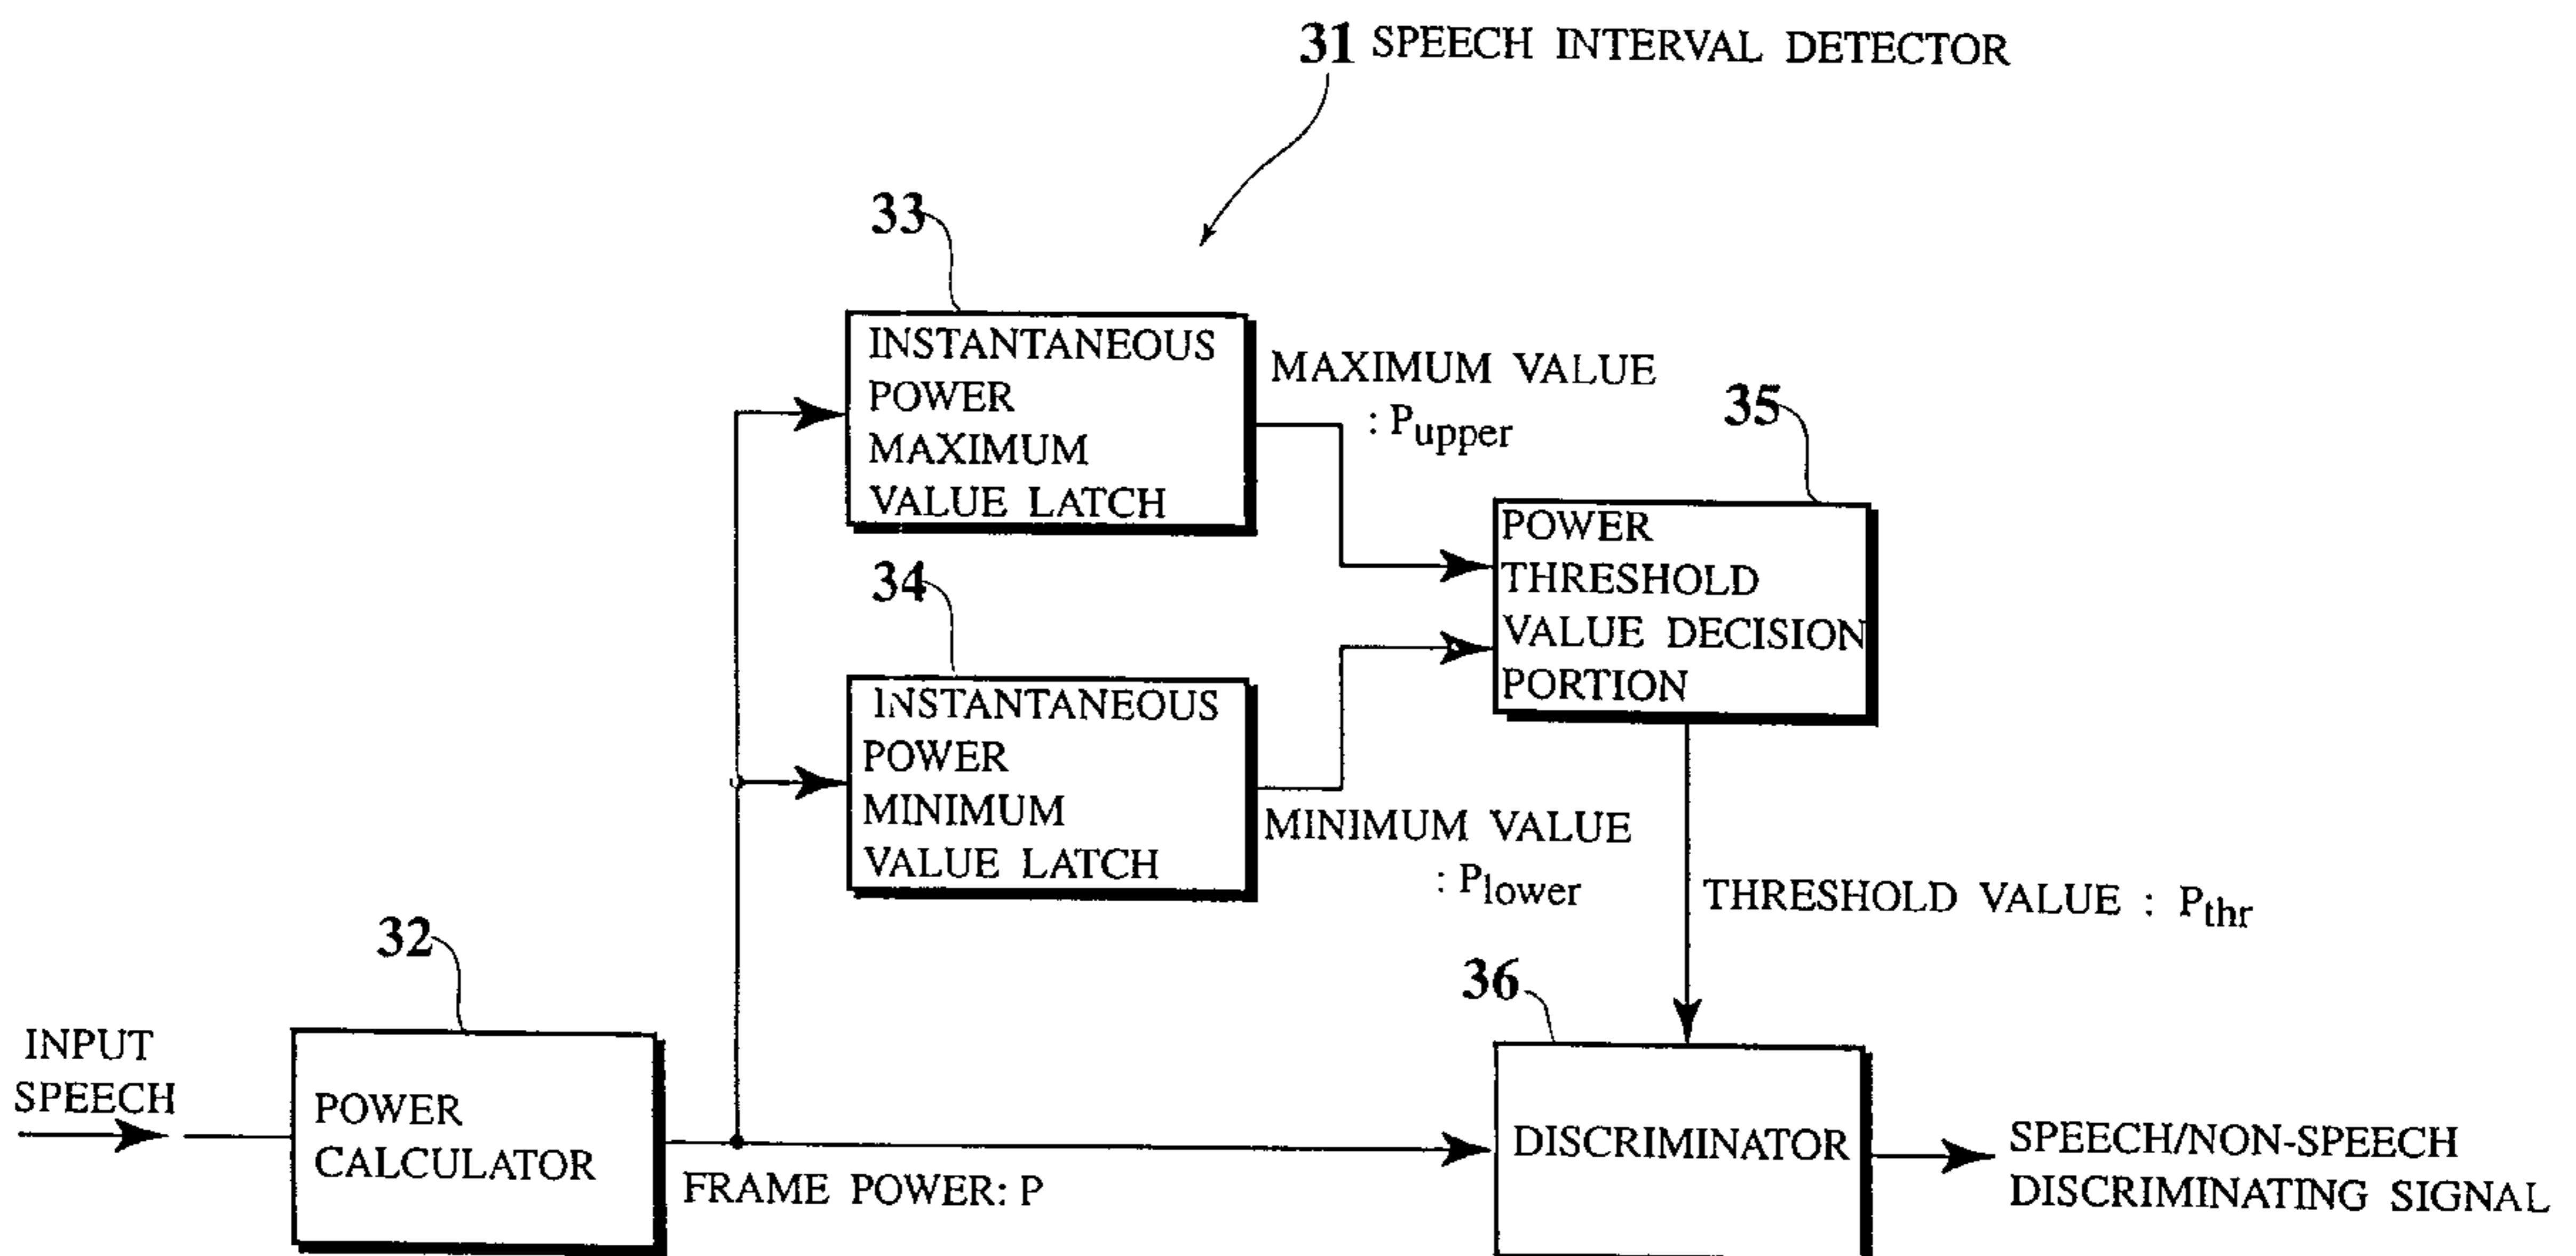 31 SPEECH INTERVAL DETECTOR
33
INSTANTANEOUS
POWER
MAXIMUM
VALUE LATCH
MAXIMUM VALUE
: Pupper
35
POWER
THRESHOLD
VALUE DECISION
PORTION
34
INSTANTANEOUS
POWER
MINIMUM
VALUE LATCH
MINIMUM VALUE
: Plower
THRESHOLD VALUE : Pthr
32
INPUT
SPEECH
POWER
CALCULATOR
FRAME POWER: P
36
DISCRIMINATOR
SPEECH/NON-SPEECH
DISCRIMINATING SIGNAL